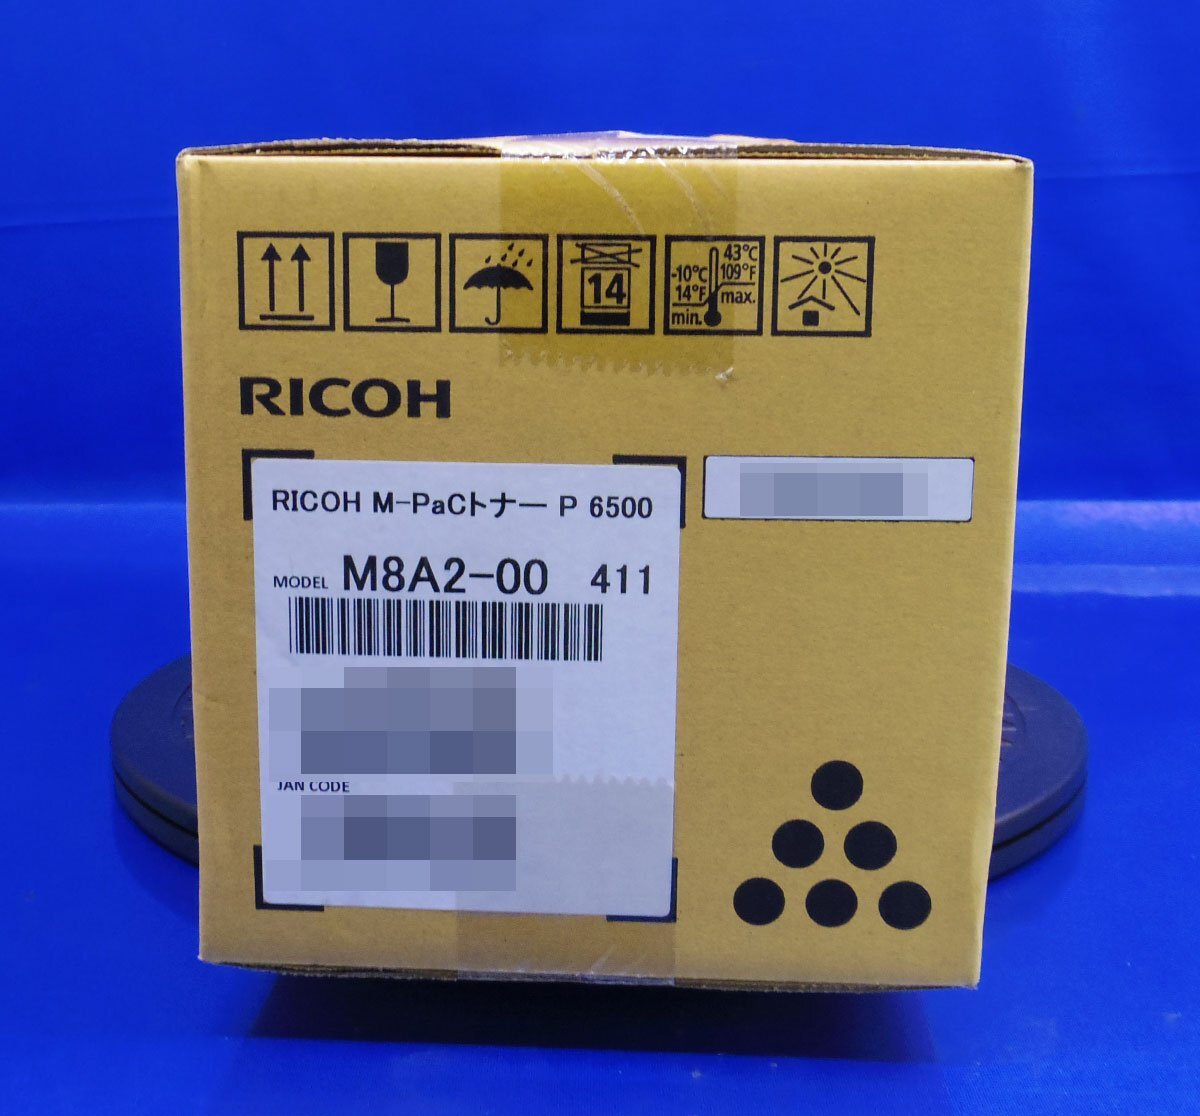 14
-10°C
14°F
min.
43°C
109°F
max.
RICOH
RICOH M-PaCトナー P 6500
MODEL M8A2-00 411
JAN CODE